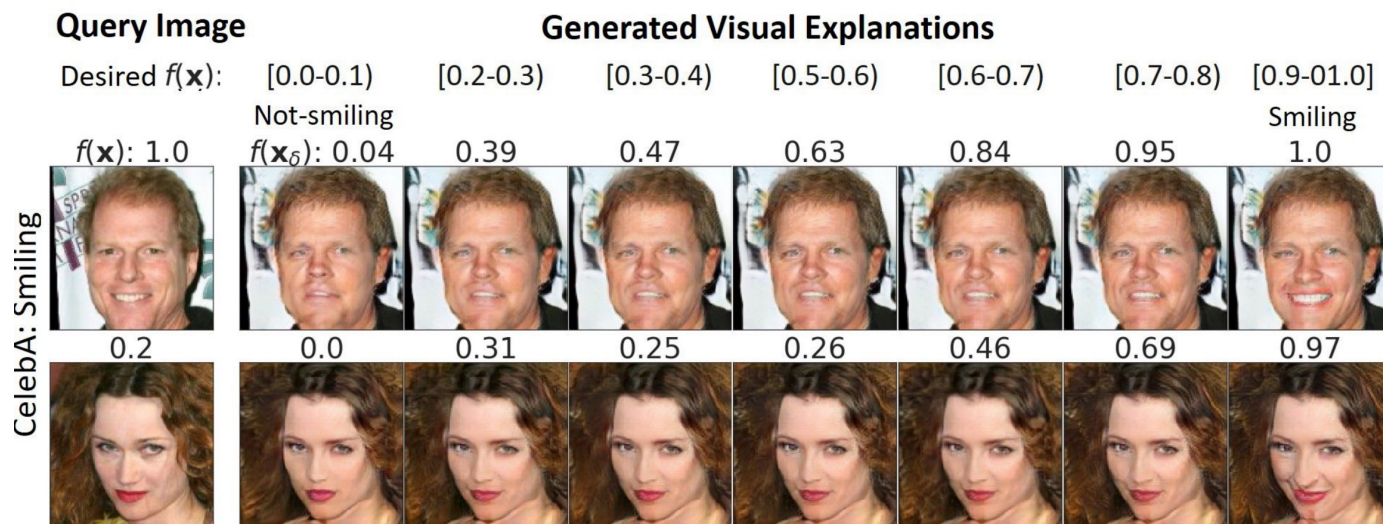 Query Image Generated Visual Explanations
Desired f(x): [0.0-0.1) [0.2-0.3) [0.3-0.4) [0.5-0.6) [0.6-0.7) [0.7-0.8) [0.9-01.0]
Not-smiling Smiling
f(x): 1.0 f(x_δ): 0.04 0.39 0.47 0.63 0.84 0.95 1.0
CelebA: Smiling
0.2 0.0 0.31 0.25 0.26 0.46 0.69 0.97